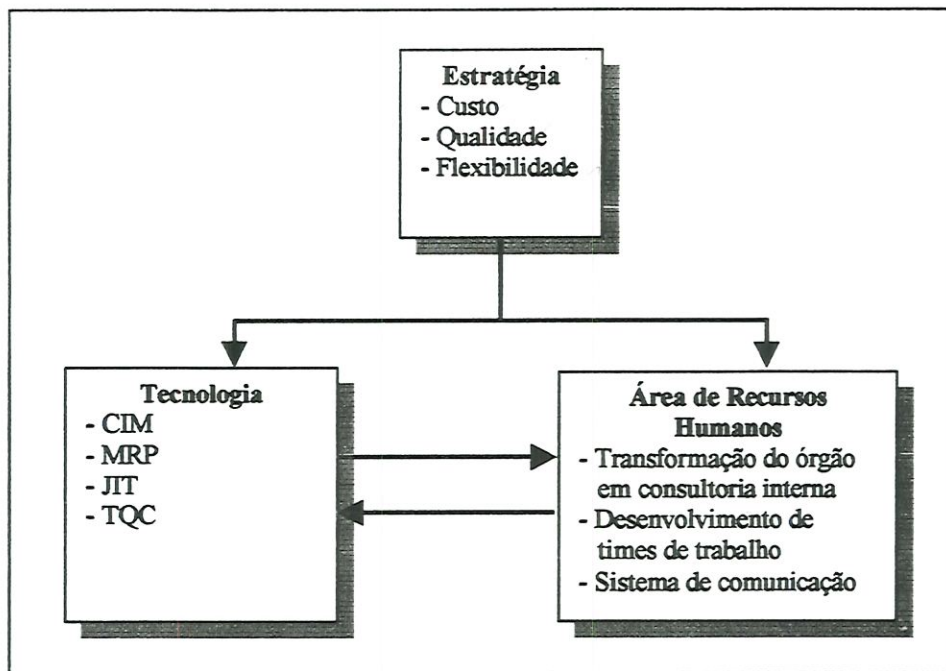 Estratégia
- Custo
- Qualidade
- Flexibilidade
Tecnologia
- CIM
- MRP
- JIT
- TQC
Área de Recursos
Humanos
- Transformação do órgão
em consultoria interna
- Desenvolvimento de
times de trabalho
- Sistema de comunicação